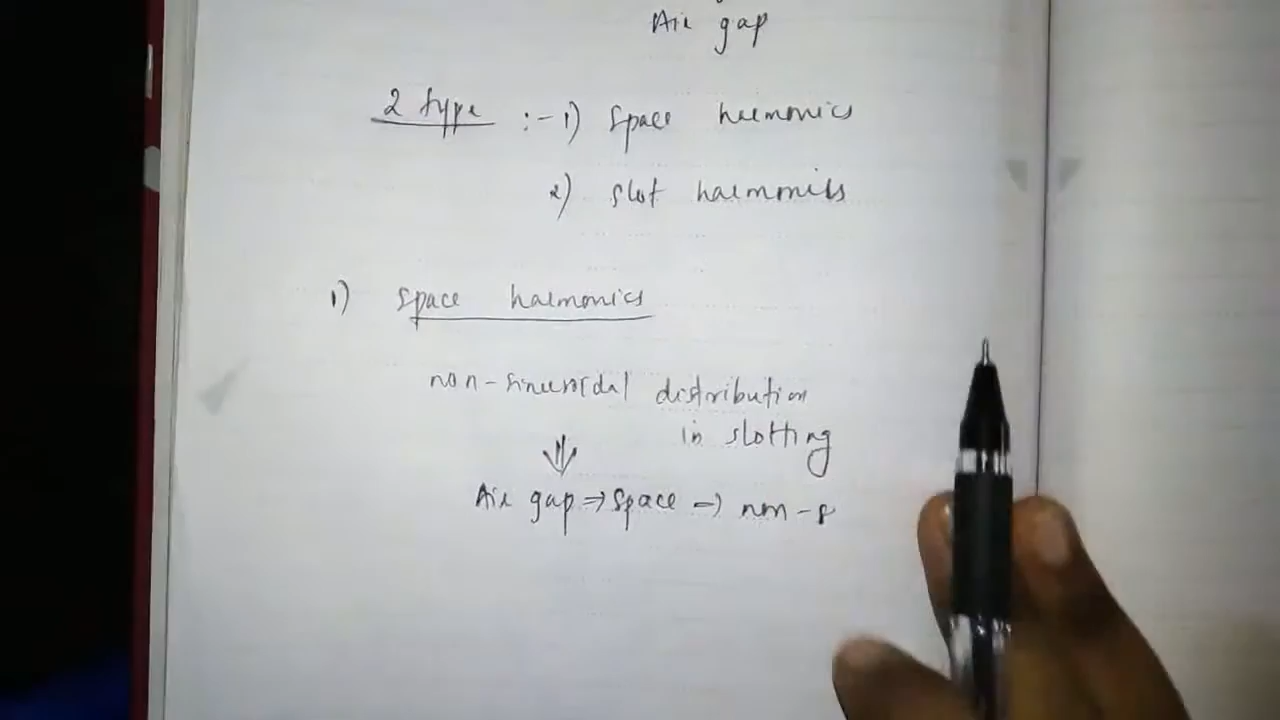 Air gap
2 type :- 1) Space harmonics
2) slot harmonics
1) Space harmonics
non-sinusoidal distribution
in slotting
⇓
Air gap ⇒ Space ⇒ non-s